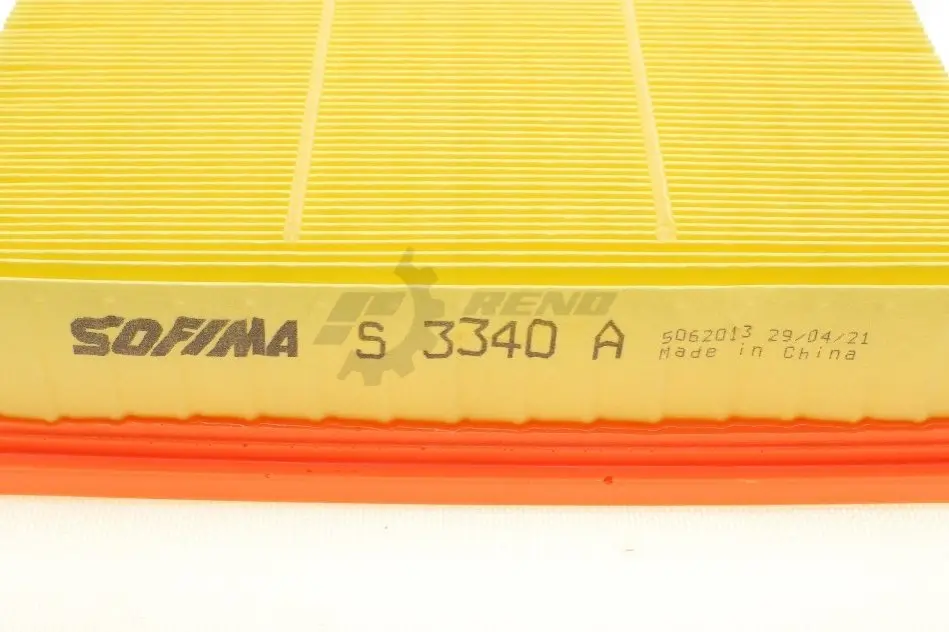 RENO
SOFIMA S 3340 A
5062013 29/04/21
Made in China